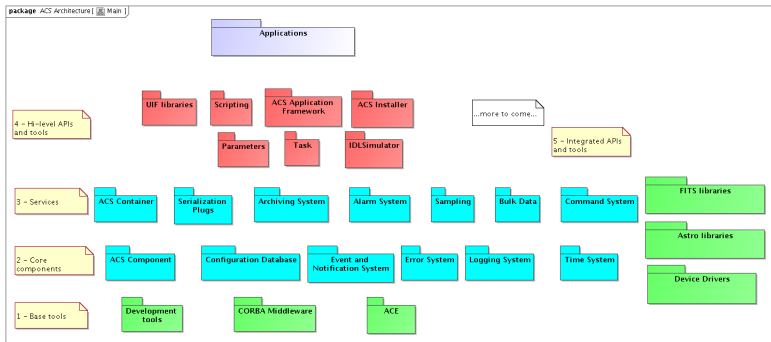 package ACS Architecture [ Main ]
Applications
UIF libraries
Scripting
ACS Application
Framework
ACS Installer
...more to come...
4 - Hi-level APIs
and tools
5 - Integrated APIs
and tools
Parameters
Task
IDLSimulator
3 - Services
ACS Container
Serialization
Plugs
Archiving System
Alarm System
Sampling
Bulk Data
Command System
FITS libraries
Astro libraries
2 - Core
components
ACS Component
Configuration Database
Event and
Notification System
Error System
Logging System
Time System
Device Drivers
1 - Base tools
Development
tools
CORBA Middleware
ACE